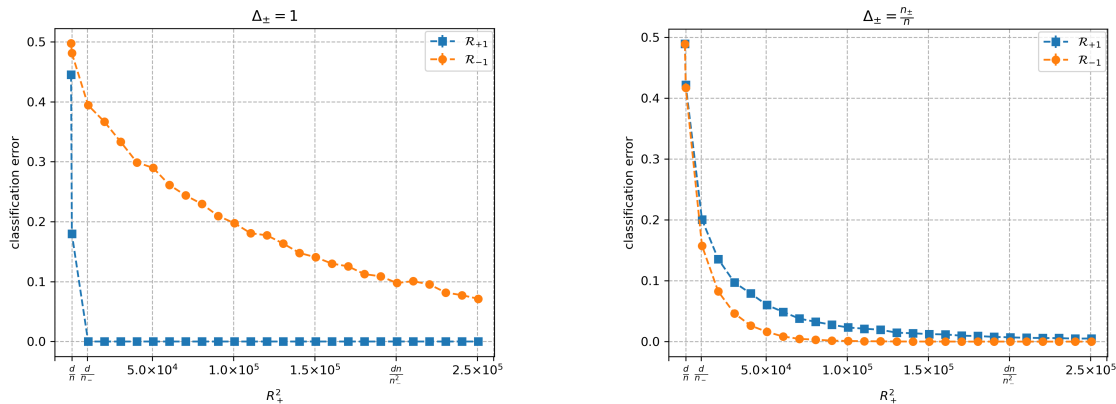 Δ± = 1
classification error
0.5
0.4
0.3
0.2
0.1
0.0
d/n
d/n₋
5.0×10⁴
1.0×10⁵
1.5×10⁵
dn/n₋²
2.5×10⁵
R₊²
ℛ₊₁
ℛ₋₁
Δ± = n±/n
classification error
0.5
0.4
0.3
0.2
0.1
0.0
d/n
d/n₋
5.0×10⁴
1.0×10⁵
1.5×10⁵
dn/n₋²
2.5×10⁵
R₊²
ℛ₊₁
ℛ₋₁